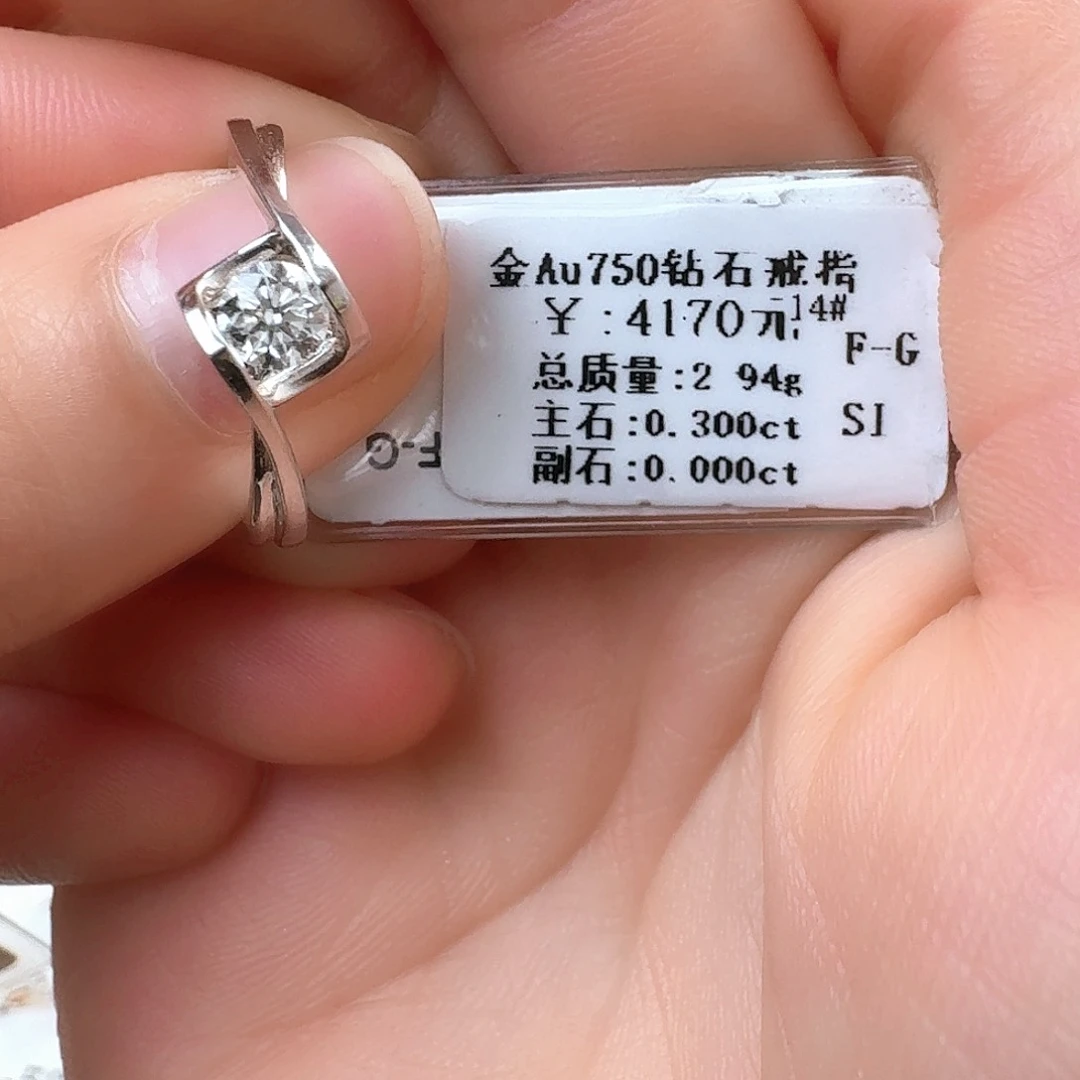 金Au750钻石戒指
￥:4170元
14#
F-G
总质量:2 94g
主石:0.300ct
SI
副石:0.000ct
F-G